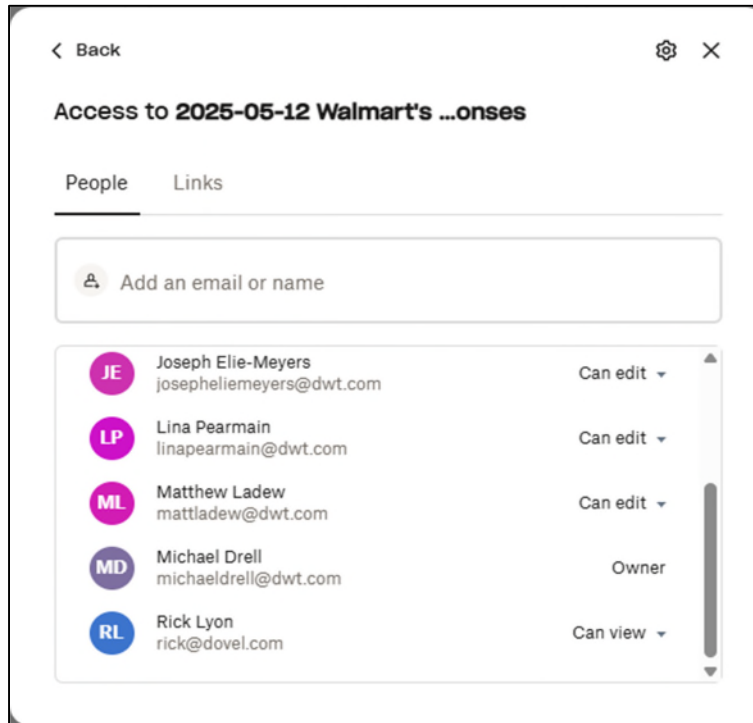 Back
Access to 2025-05-12 Walmart's ...onses
People Links
Add an email or name
JE Joseph Elie-Meyers
josepheliemeyers@dwt.com Can edit
LP Lina Pearmain
linapearmain@dwt.com Can edit
ML Matthew Ladew
mattladew@dwt.com Can edit
MD Michael Drell
michaeldrell@dwt.com Owner
RL Rick Lyon
rick@dovel.com Can view